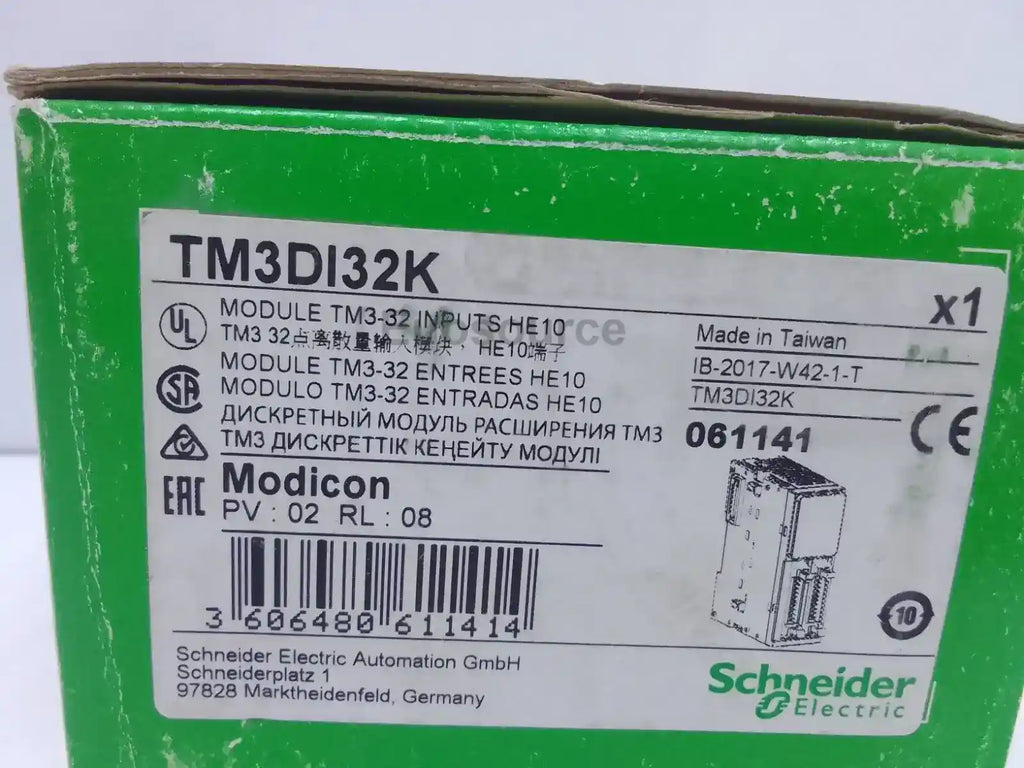 TM3DI32K
x1
MODULE TM3-32 INPUTS HE10
TM3 32点离散量输入模块，HE10端子
MODULE TM3-32 ENTREES HE10
MODULO TM3-32 ENTRADAS HE10
ДИСКРЕТНЫЙ МОДУЛЬ РАСШИРЕНИЯ TM3
TM3 ДИСКРЕТТІК КЕҢЕЙТУ МОДУЛІ
Made in Taiwan
IB-2017-W42-1-T
TM3DI32K
061141
UL
SA
CE
EAC
Modicon
PV : 02 RL : 08
3 606480 611414
10
Schneider Electric Automation GmbH
Schneiderplatz 1
97828 Marktheidenfeld, Germany
Schneider
Electric